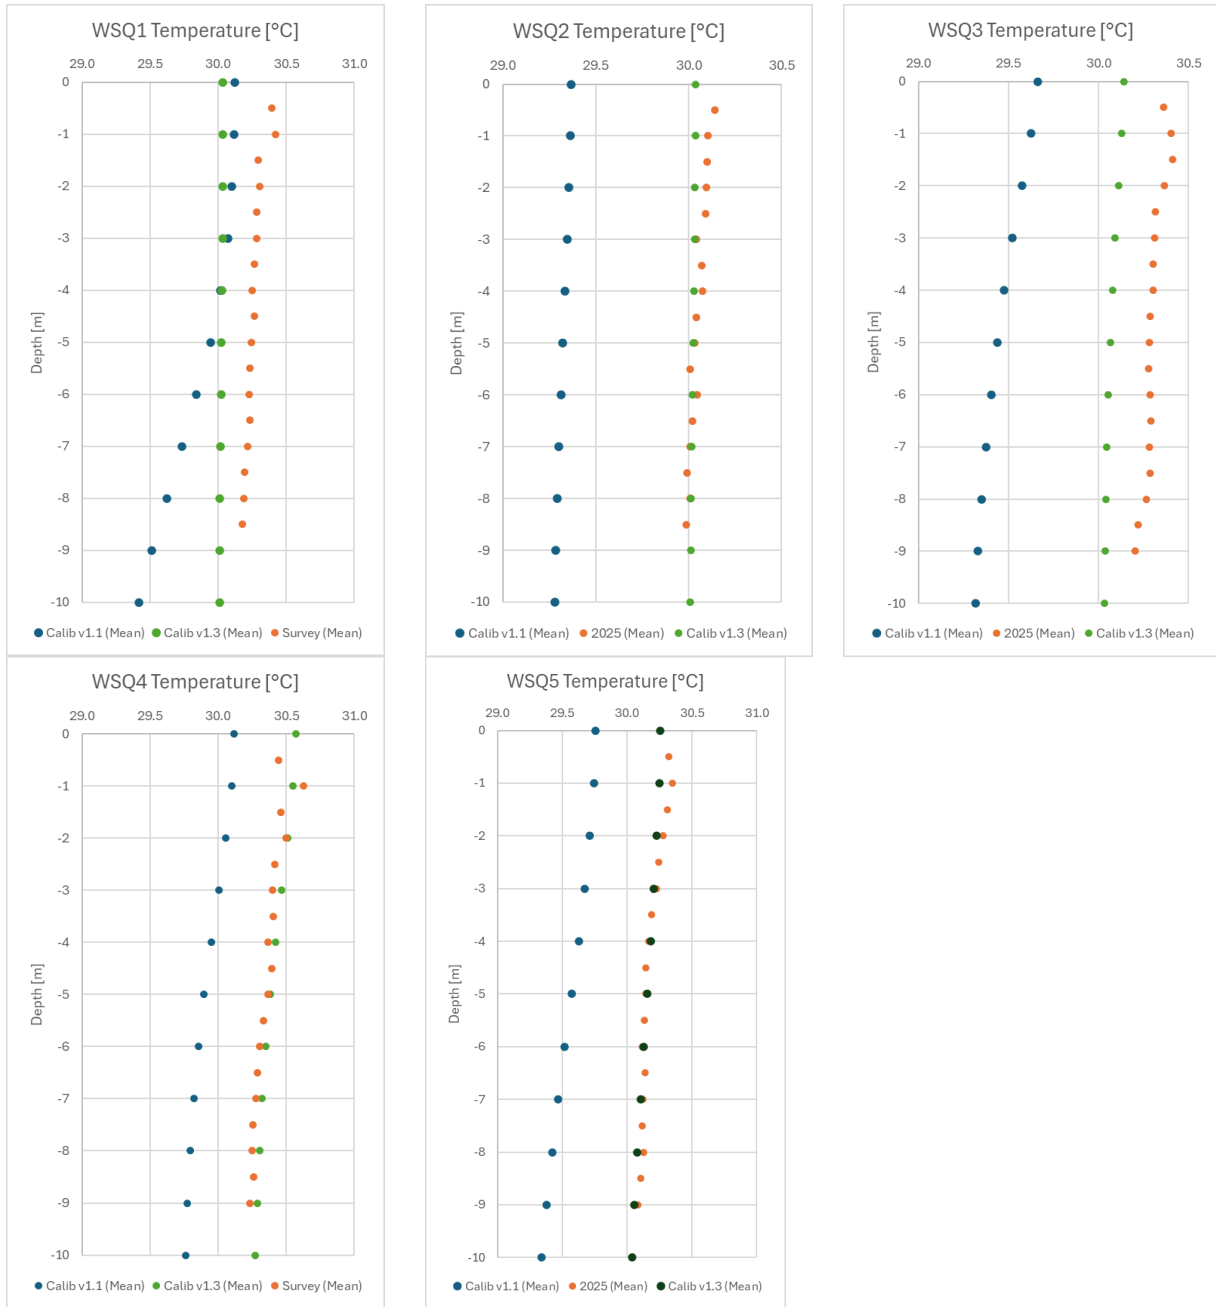 WSQ1 Temperature [°C]
29.0 29.5 30.0 30.5 31.0
0
-1
-2
-3
-4
-5
-6
-7
-8
-9
-10
Depth [m]
Calib v1.1 (Mean) Calib v1.3 (Mean) Survey (Mean)
WSQ2 Temperature [°C]
29.0 29.5 30.0 30.5
0
-1
-2
-3
-4
-5
-6
-7
-8
-9
-10
Depth [m]
Calib v1.1 (Mean) 2025 (Mean) Calib v1.3 (Mean)
WSQ3 Temperature [°C]
29.0 29.5 30.0 30.5
0
-1
-2
-3
-4
-5
-6
-7
-8
-9
-10
Depth [m]
Calib v1.1 (Mean) 2025 (Mean) Calib v1.3 (Mean)
WSQ4 Temperature [°C]
29.0 29.5 30.0 30.5 31.0
0
-1
-2
-3
-4
-5
-6
-7
-8
-9
-10
Depth [m]
Calib v1.1 (Mean) Calib v1.3 (Mean) Survey (Mean)
WSQ5 Temperature [°C]
29.0 29.5 30.0 30.5 31.0
0
-1
-2
-3
-4
-5
-6
-7
-8
-9
-10
Depth [m]
Calib v1.1 (Mean) 2025 (Mean) Calib v1.3 (Mean)